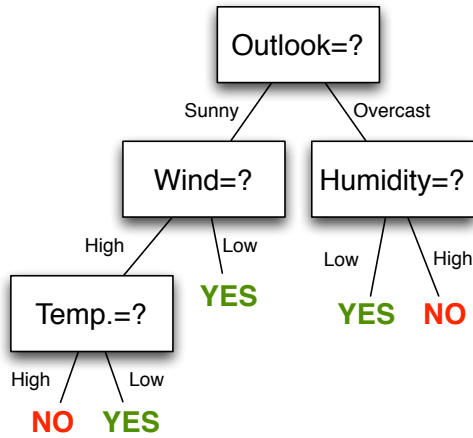 Outlook=?
Sunny
Overcast
Wind=?
Humidity=?
High
Low
Low
High
YES
YES
NO
Temp.=?
High
Low
NO
YES